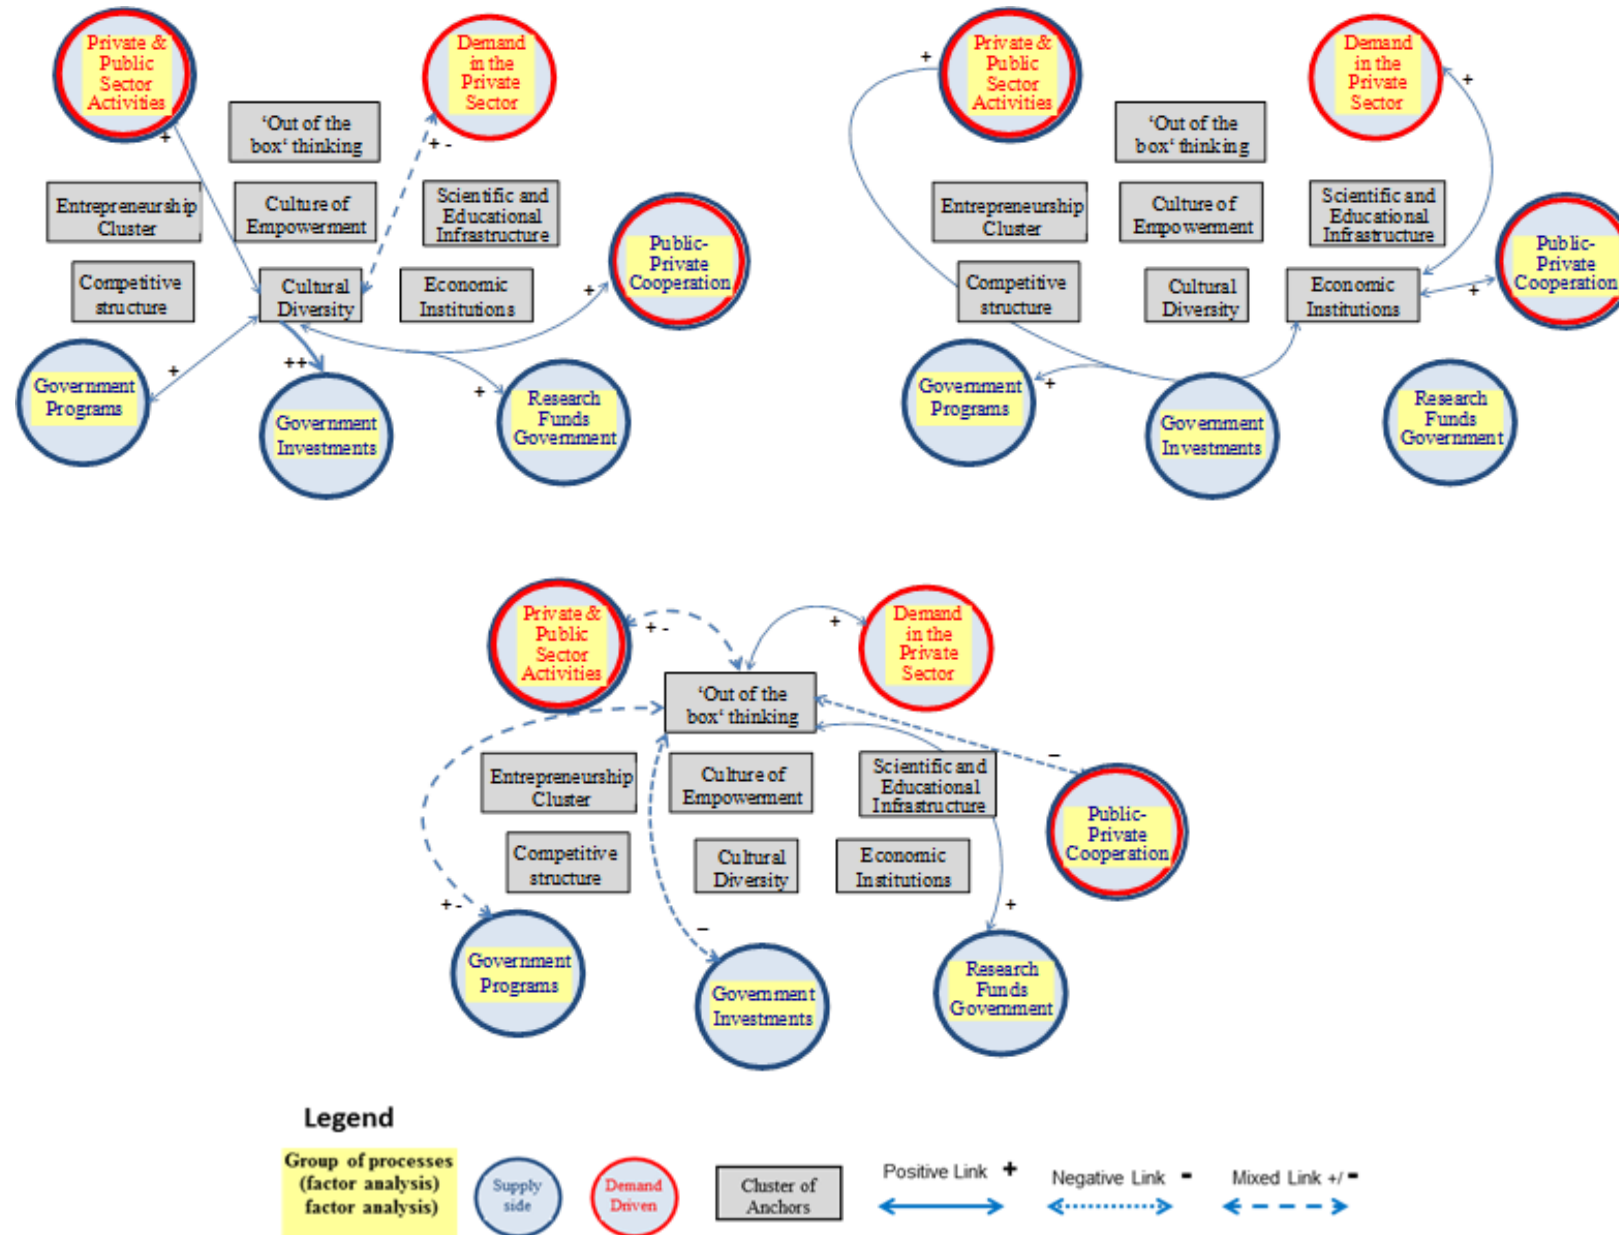 Private &
Public
Sector
Activities
+
Demand
in the
Private
Sector
+ -
'Out of the
box' thinking
Entrepreneurship
Cluster
Culture of
Empowerment
Scientific and
Educational
Infrastructure
Public-
Private
Cooperation
+
Competitive
structure
Cultural
Diversity
Economic
Institutions
Government
Programs
+
++
Government
Investments
+
Research
Funds
Government
+
Private &
Public
Sector
Activities
Demand
in the
Private
Sector
+
'Out of the
box' thinking
Entrepreneurship
Cluster
Culture of
Empowerment
Scientific and
Educational
Infrastructure
Public-
Private
Cooperation
+
Competitive
structure
Cultural
Diversity
Economic
Institutions
Government
Programs
+
Government
Investments
Research
Funds
Government
Private &
Public
Sector
Activities
+ -
+
Demand
in the
Private
Sector
'Out of the
box' thinking
–
Entrepreneurship
Cluster
Culture of
Empowerment
Scientific and
Educational
Infrastructure
Public-
Private
Cooperation
Competitive
structure
Cultural
Diversity
Economic
Institutions
+ -
–
+
Government
Programs
Government
Investments
Research
Funds
Government
Legend
Group of processes
(factor analysis)
factor analysis)
Supply
side
Demand
Driven
Cluster of
Anchors
Positive Link +
Negative Link -
Mixed Link +/-